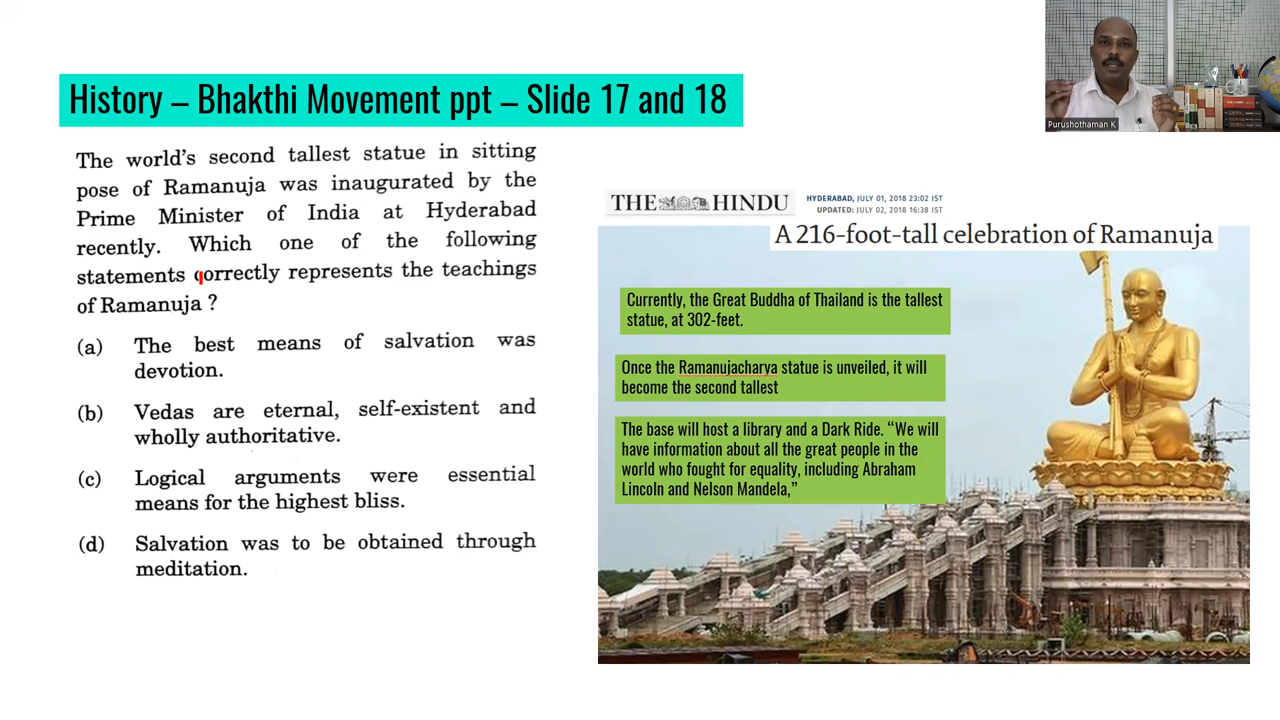 History – Bhakthi Movement ppt – Slide 17 and 18
Purushothaman K
The world's second tallest statue in sitting
pose of Ramanuja was inaugurated by the
Prime Minister of India at Hyderabad
recently. Which one of the following
statements correctly represents the teachings
of Ramanuja ?
(a) The best means of salvation was
devotion.
(b) Vedas are eternal, self-existent and
wholly authoritative.
(c) Logical arguments were essential
means for the highest bliss.
(d) Salvation was to be obtained through
meditation.
THE HINDU
HYDERABAD, JULY 01, 2018 23:02 IST
UPDATED: JULY 02, 2018 16:38 IST
A 216-foot-tall celebration of Ramanuja
Currently, the Great Buddha of Thailand is the tallest
statue, at 302-feet.
Once the Ramanujacharya statue is unveiled, it will
become the second tallest
The base will host a library and a Dark Ride. “We will
have information about all the great people in the
world who fought for equality, including Abraham
Lincoln and Nelson Mandela,”